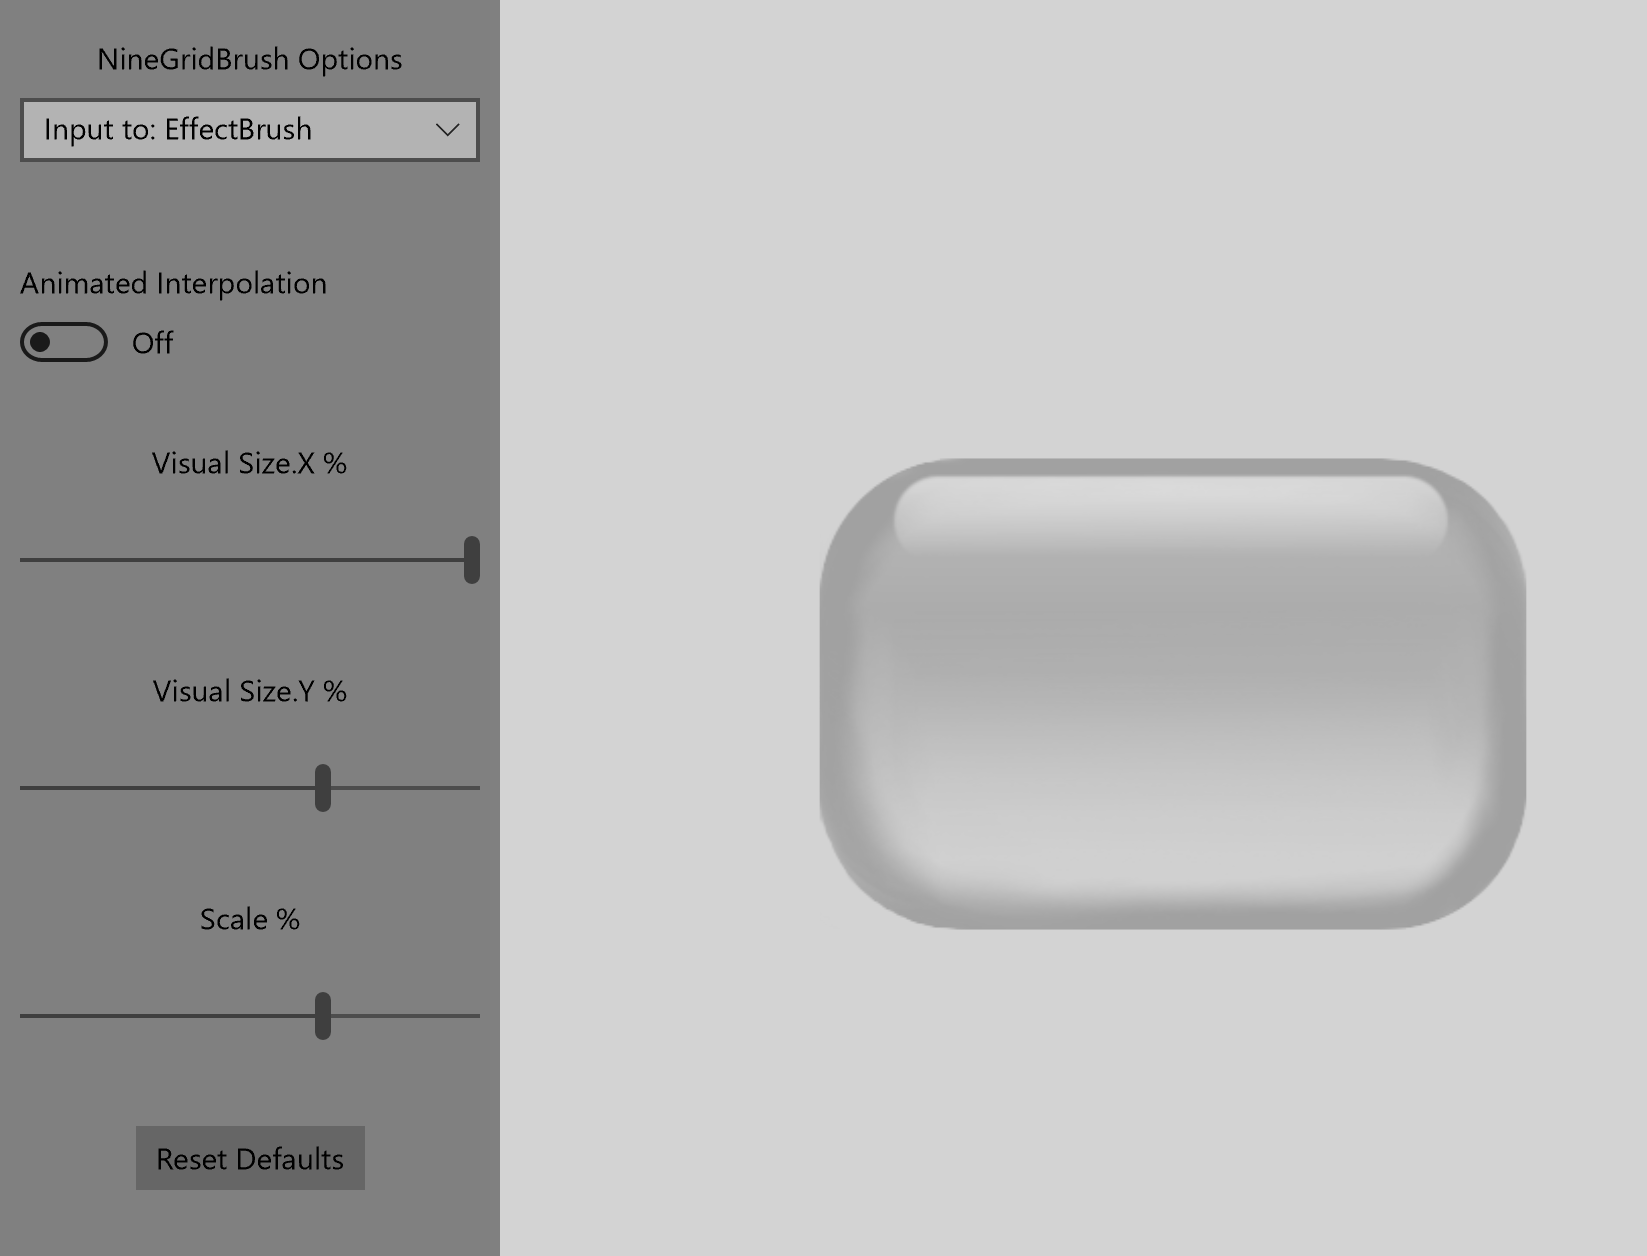 NineGridBrush Options
Input to: EffectBrush
Animated Interpolation
Off
Visual Size.X %
Visual Size.Y %
Scale %
Reset Defaults